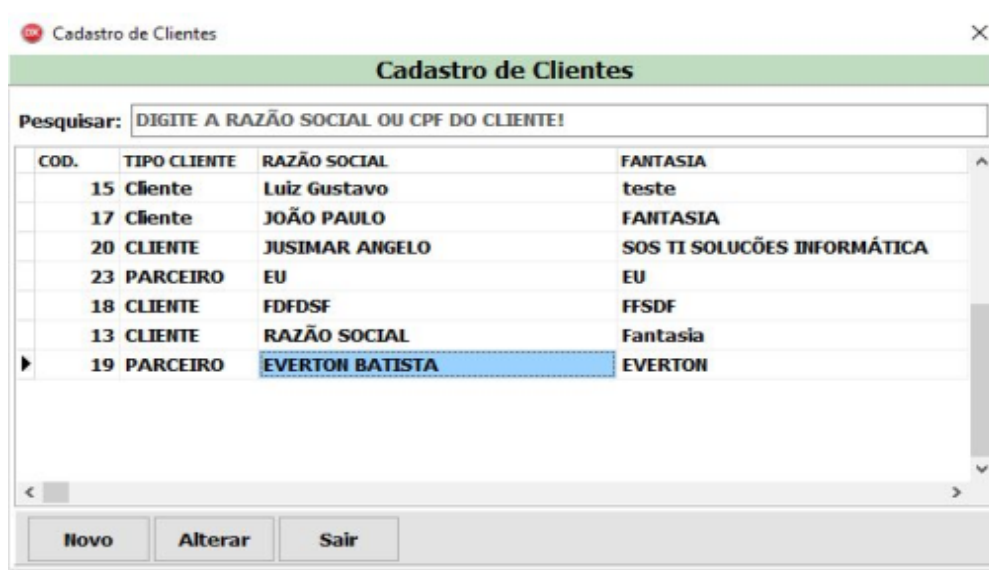 DX Cadastro de Clientes
Cadastro de Clientes
Pesquisar: DIGITE A RAZÃO SOCIAL OU CPF DO CLIENTE!
COD. TIPO CLIENTE RAZÃO SOCIAL FANTASIA
15 Cliente Luiz Gustavo teste
17 Cliente JOÃO PAULO FANTASIA
20 CLIENTE JUSIMAR ANGELO SOS TI SOLUCÕES INFORMÁTICA
23 PARCEIRO EU EU
18 CLIENTE FDFDSF FFSDF
13 CLIENTE RAZÃO SOCIAL Fantasia
19 PARCEIRO EVERTON BATISTA EVERTON
Novo Alterar Sair